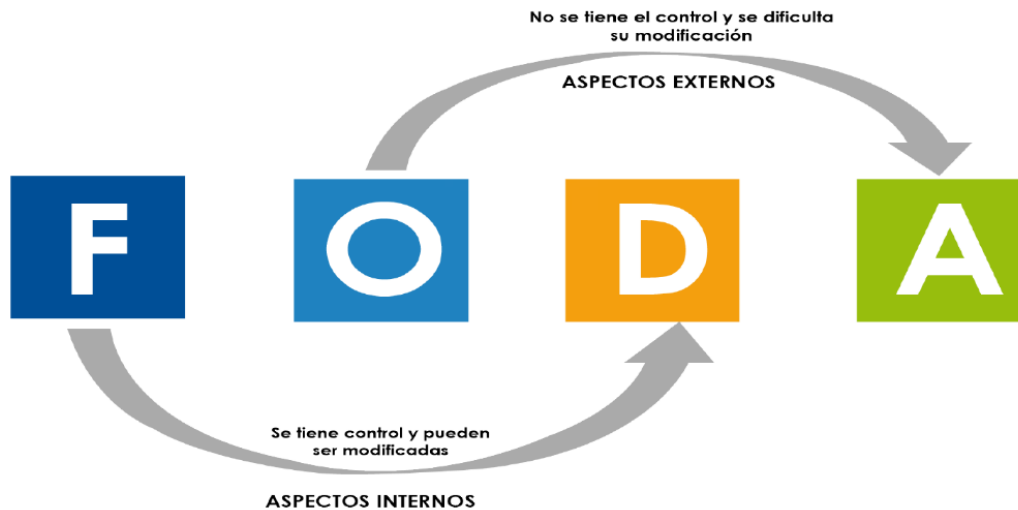 No se tiene el control y se dificulta
su modificación
ASPECTOS EXTERNOS
F O D A
Se tiene control y pueden
ser modificadas
ASPECTOS INTERNOS